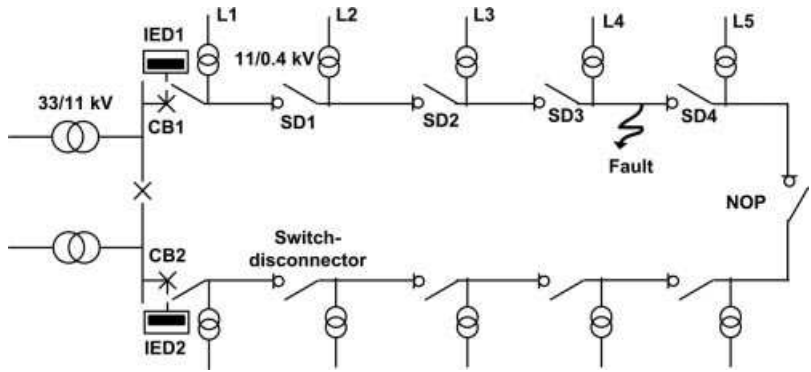 L1
L2
L3
L4
L5
IED1
11/0.4 kV
33/11 kV
CB1
SD1
SD2
SD3
SD4
Fault
NOP
CB2
Switch-
disconnector
IED2